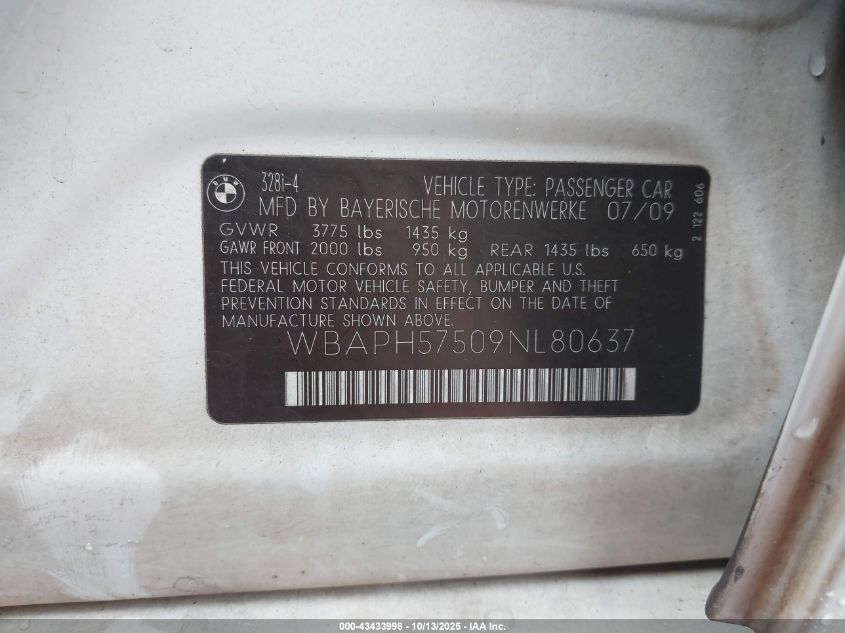 BMW
328i-4 VEHICLE TYPE: PASSENGER CAR
MFD BY BAYERISCHE MOTORENWERKE 07/09
GVWR 3775 lbs 1435 kg
GAWR FRONT 2000 lbs 950 kg REAR 1435 lbs 650 kg
THIS VEHICLE CONFORMS TO ALL APPLICABLE U.S.
FEDERAL MOTOR VEHICLE SAFETY, BUMPER AND THEFT
PREVENTION STANDARDS IN EFFECT ON THE DATE OF
MANUFACTURE SHOWN ABOVE.
WBAPH57509NL80637
2 122 606
000-43433998 - 10/13/2025 - IAA Inc.